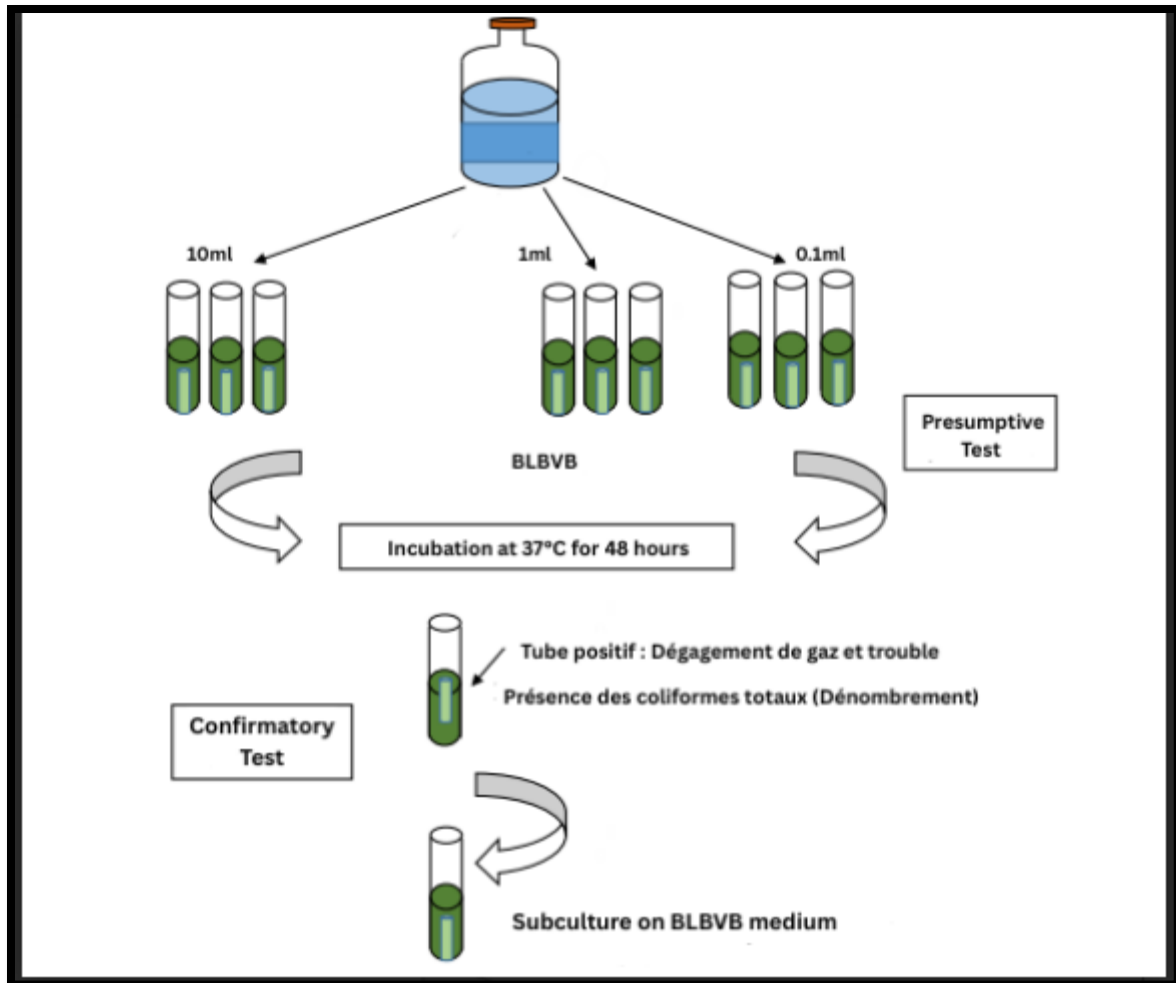 10ml
1ml
0.1ml
Presumptive
Test
BLBVB
Incubation at 37°C for 48 hours
Tube positif : Dégagement de gaz et trouble
Présence des coliformes totaux (Dénombrement)
Confirmatory
Test
Subculture on BLBVB medium